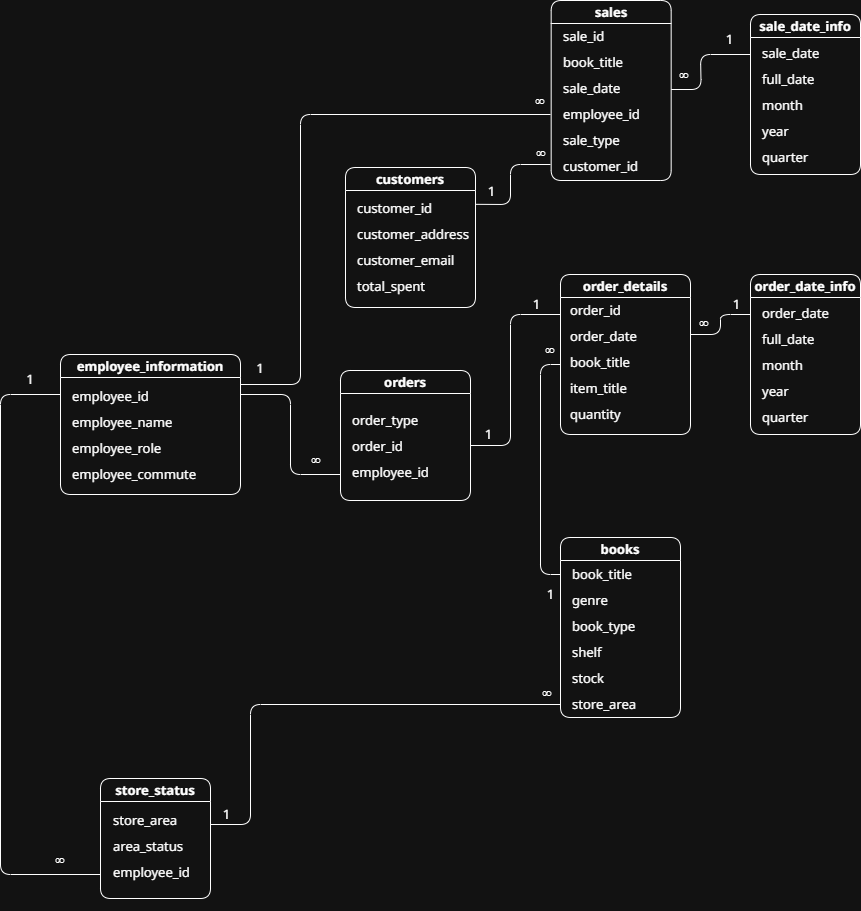 sales
sale_id
book_title
sale_date
employee_id
sale_type
customer_id
sale_date_info
sale_date
full_date
month
year
quarter
1
∞
∞
∞
1
customers
customer_id
customer_address
customer_email
total_spent
order_details
order_id
order_date
book_title
item_title
quantity
order_date_info
order_date
full_date
month
year
quarter
1
∞
1
∞
employee_information
employee_id
employee_name
employee_role
employee_commute
1
1
∞
orders
order_type
order_id
employee_id
1
books
book_title
genre
book_type
shelf
stock
store_area
1
∞
store_status
store_area
area_status
employee_id
1
∞